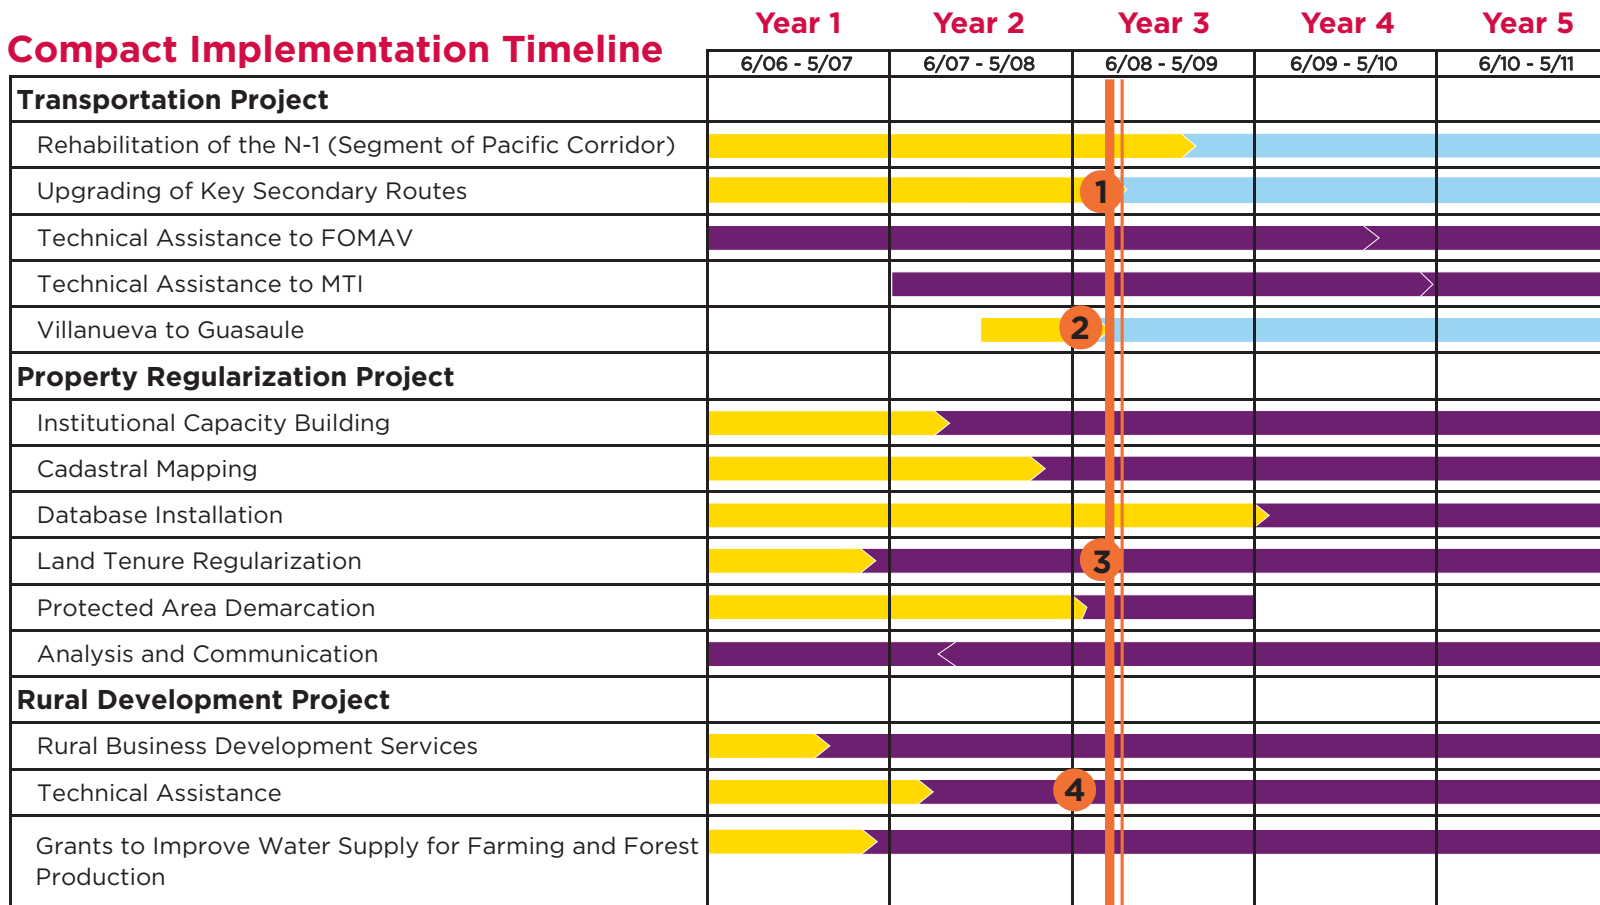 Year 1 Year 2 Year 3 Year 4 Year 5
Compact Implementation Timeline
6/06 - 5/07 6/07 - 5/08 6/08 - 5/09 6/09 - 5/10 6/10 - 5/11
Transportation Project
Rehabilitation of the N-1 (Segment of Pacific Corridor)
Upgrading of Key Secondary Routes 1
Technical Assistance to FOMAV
Technical Assistance to MTI
Villanueva to Guasaule 2
Property Regularization Project
Institutional Capacity Building
Cadastral Mapping
Database Installation
Land Tenure Regularization 3
Protected Area Demarcation
Analysis and Communication
Rural Development Project
Rural Business Development Services
Technical Assistance 4
Grants to Improve Water Supply for Farming and Forest
Production